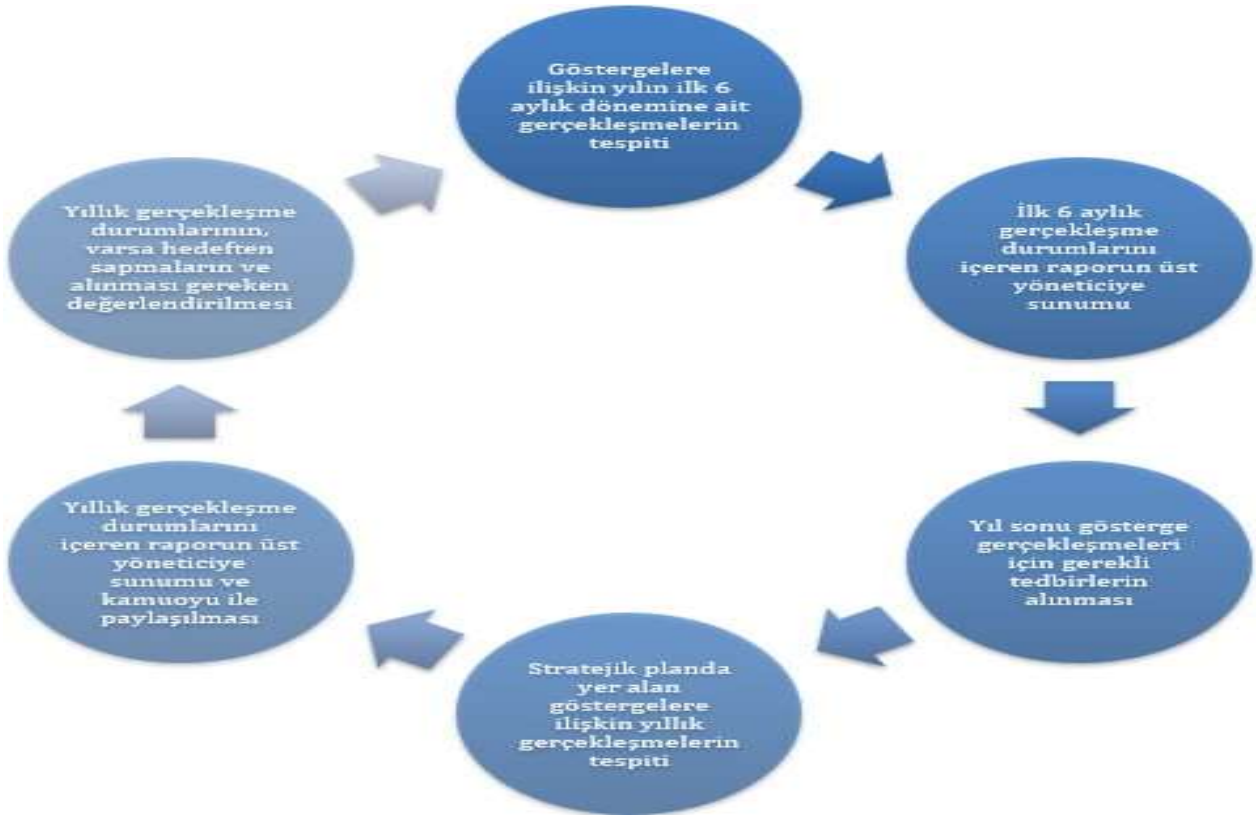 Göstergelere
ilişkin yılın ilk 6
aylık dönemine ait
gerçekleşmelerin
tespiti
İlk 6 aylık
gerçekleşme
durumlarını
içeren raporun üst
yöneticiye
sunumu
Yıl sonu gösterge
gerçekleşmeleri
için gerekli
tedbirlerin
alınması
Stratejik planda
yer alan
göstergelere
ilişkin yıllık
gerçekleşmelerin
tespiti
Yıllık gerçekleşme
durumlarını
içeren raporun üst
yöneticiye
sunumu ve
kamuoyu ile
paylaşılması
Yıllık gerçekleşme
durumlarının,
varsa hedeften
sapmaların ve
alınması gereken
değerlendirilmesi